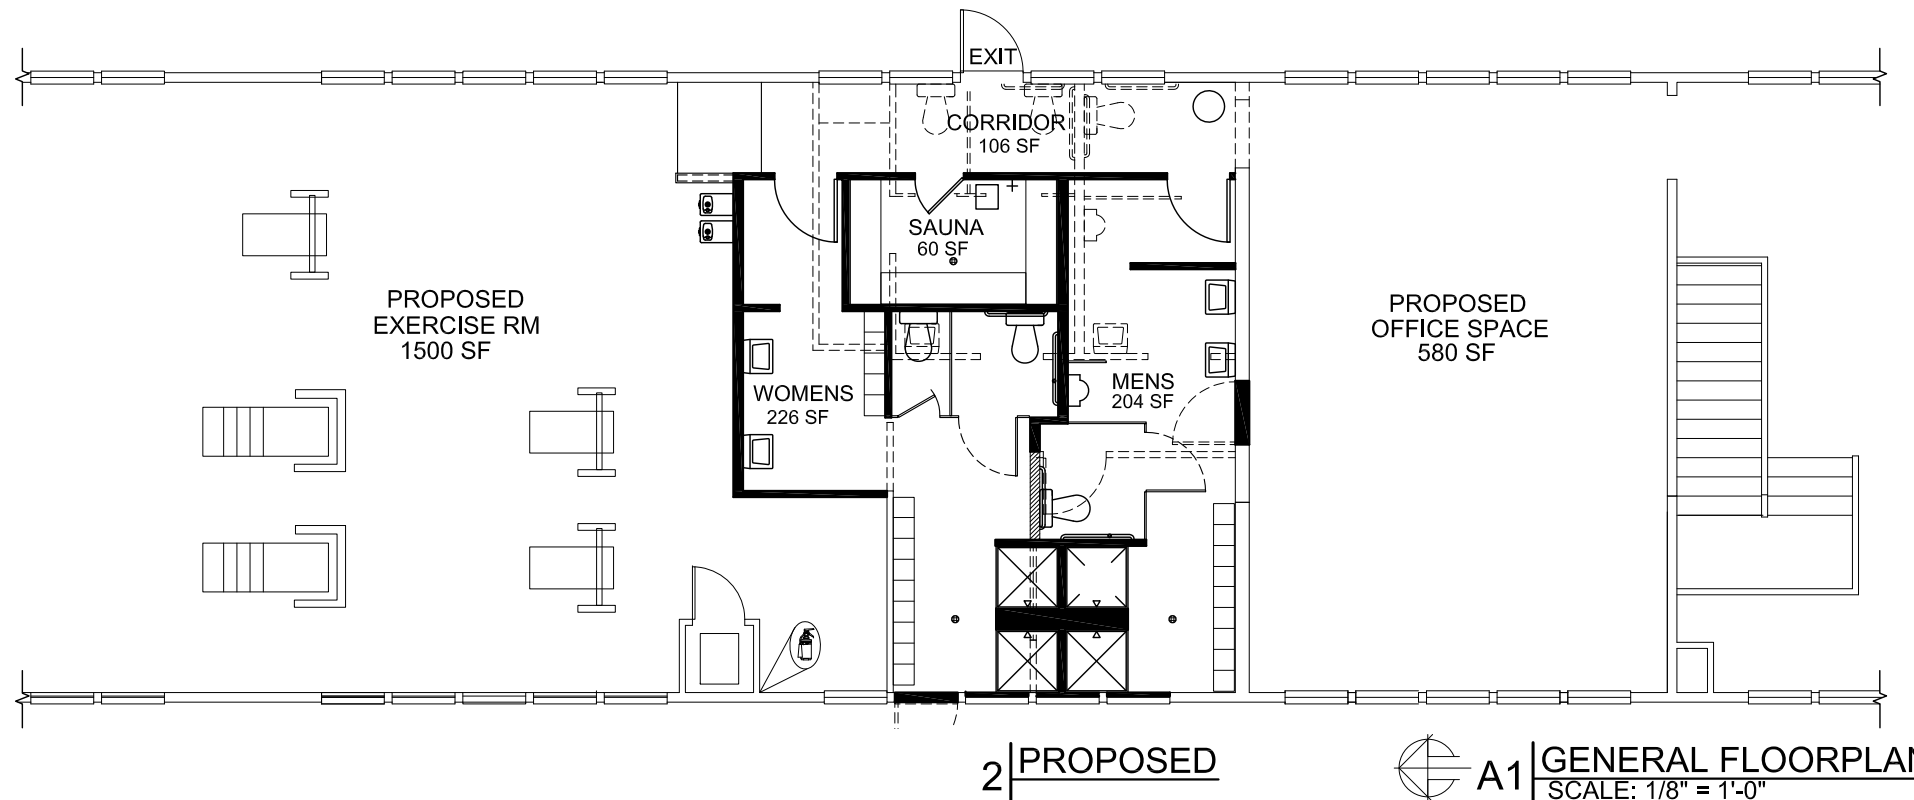 EXIT
CORRIDOR
106 SF
SAUNA
60 SF
PROPOSED
EXERCISE RM
1500 SF
PROPOSED
OFFICE SPACE
580 SF
WOMENS
226 SF
MENS
204 SF
2 PROPOSED
A1 GENERAL FLOORPLAN
SCALE: 1/8" = 1'-0"